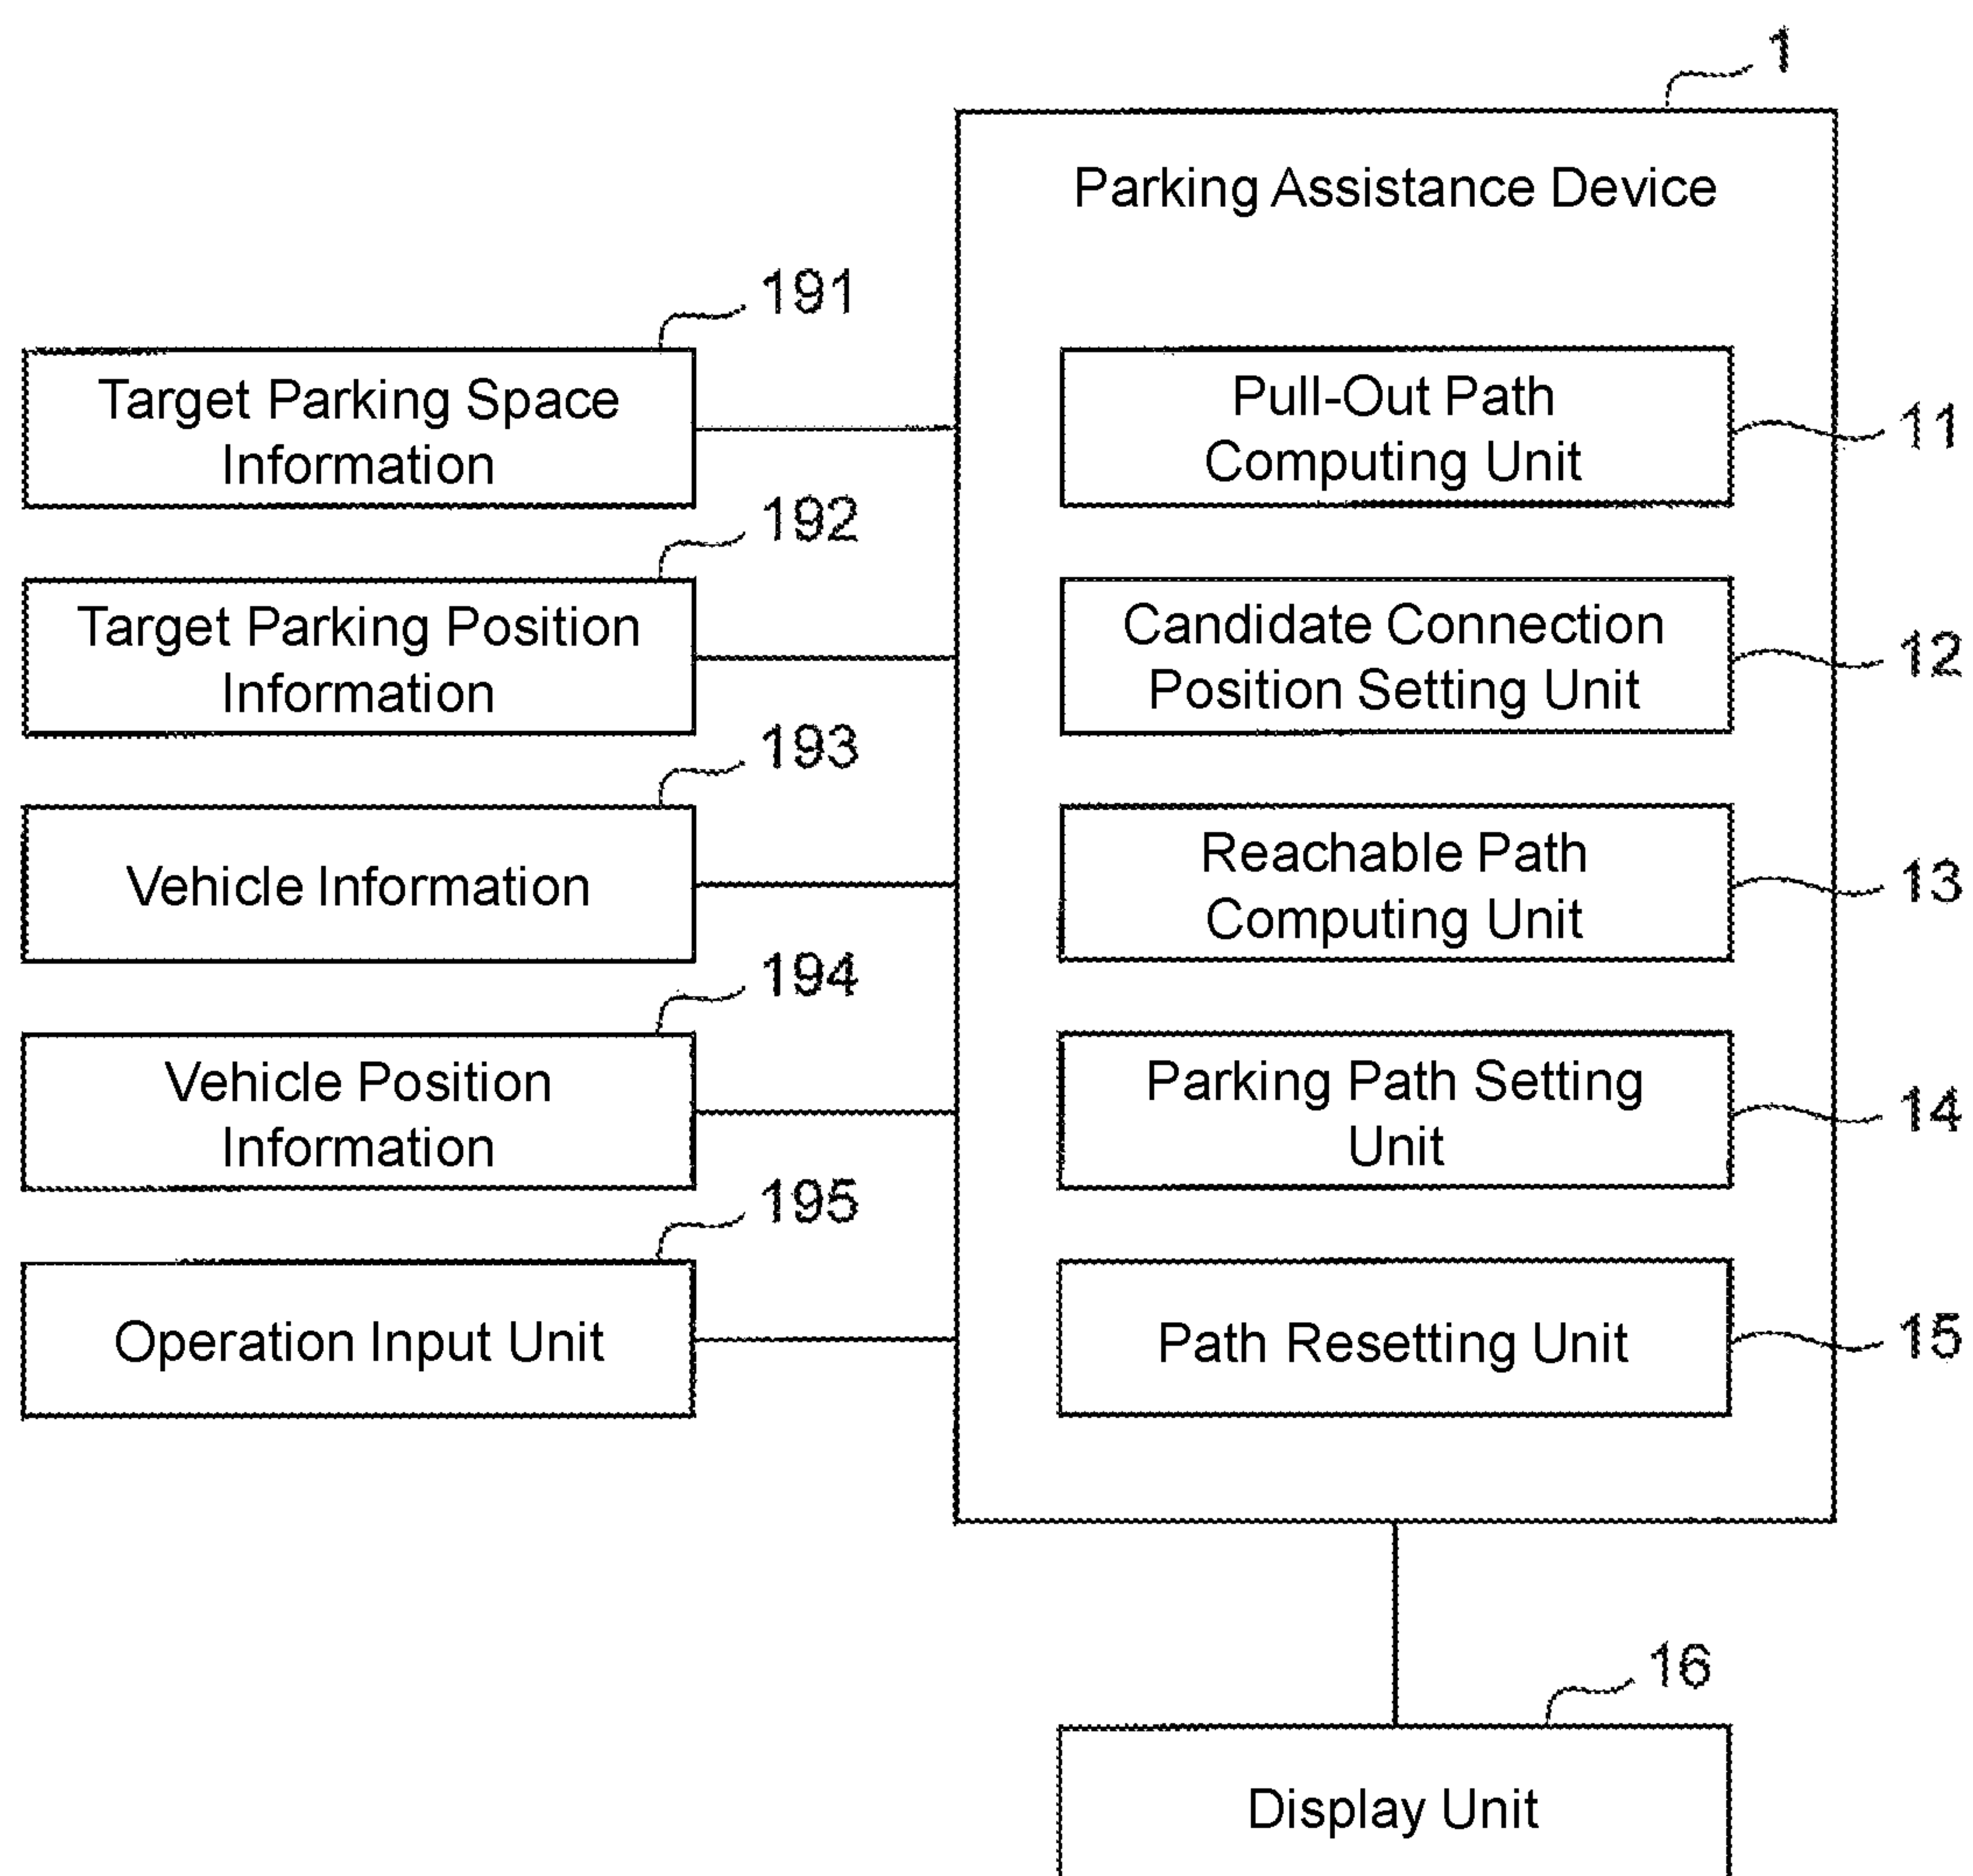 1
Parking Assistance Device
191
Target Parking Space
Information
192
Target Parking Position
Information
193
Vehicle Information
194
Vehicle Position
Information
195
Operation Input Unit
Pull-Out Path
Computing Unit
11
Candidate Connection
Position Setting Unit
12
Reachable Path
Computing Unit
13
Parking Path Setting
Unit
14
Path Resetting Unit
15
16
Display Unit